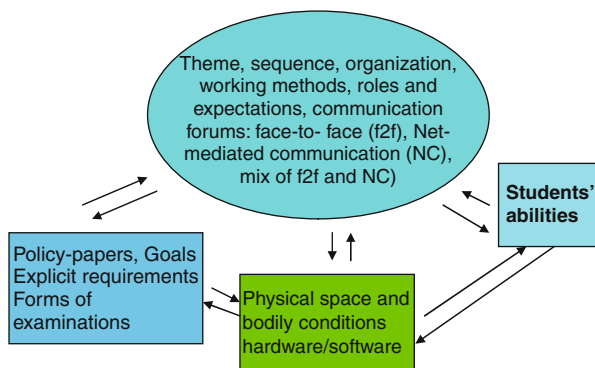 Theme, sequence, organization,
working methods, roles and
expectations, communication
forums: face-to- face (f2f), Net-
mediated communication (NC),
mix of f2f and NC)
Students’
abilities
Policy-papers, Goals
Explicit requirements
Forms of
examinations
Physical space and
bodily conditions
hardware/software